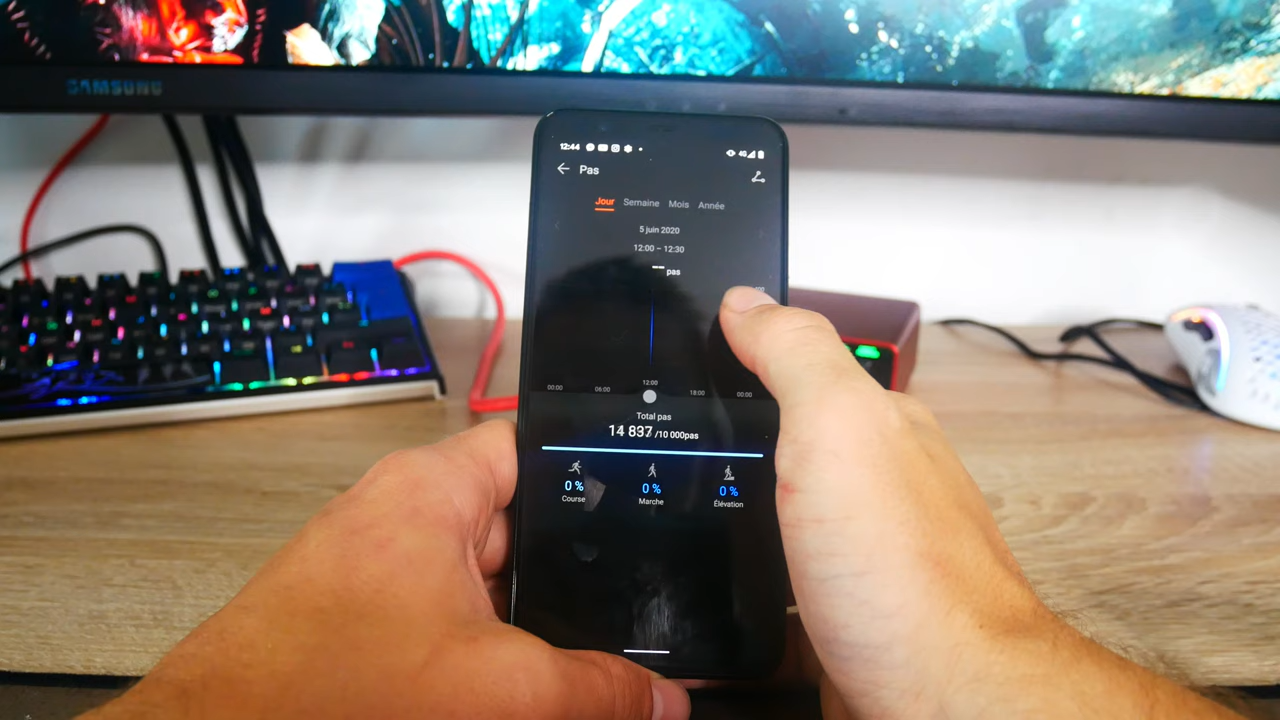 SAMSUNG
12:44
4G
Pas
Jour Semaine Mois Année
5 juin 2020
12:00 – 12:30
-- pas
00:00 06:00 12:00 18:00 00:00
Total pas
14 837 /10 000pas
0 % 0 % 0 %
Course Marche Élévation